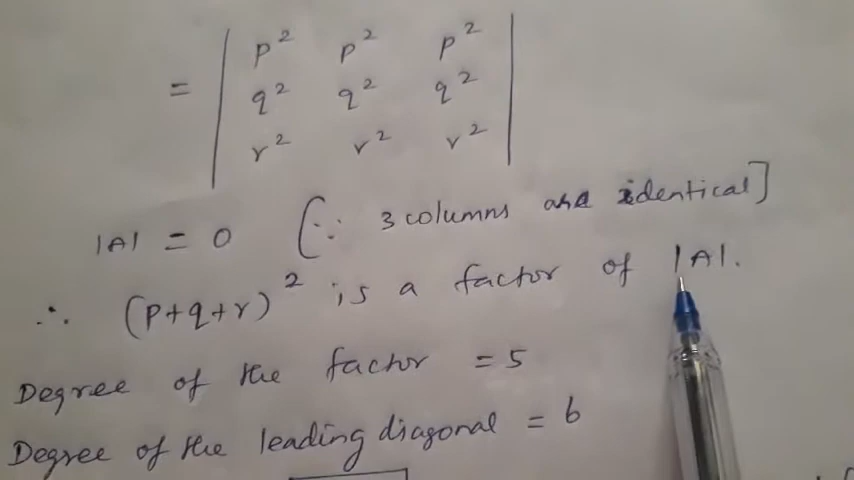 = | p² p² p² |
| q² q² q² |
| r² r² r² |
|A| = 0 [∵ 3 columns are identical]
∴ (p+q+r)² is a factor of |A|.
Degree of the factor = 5
Degree of the leading diagonal = 6